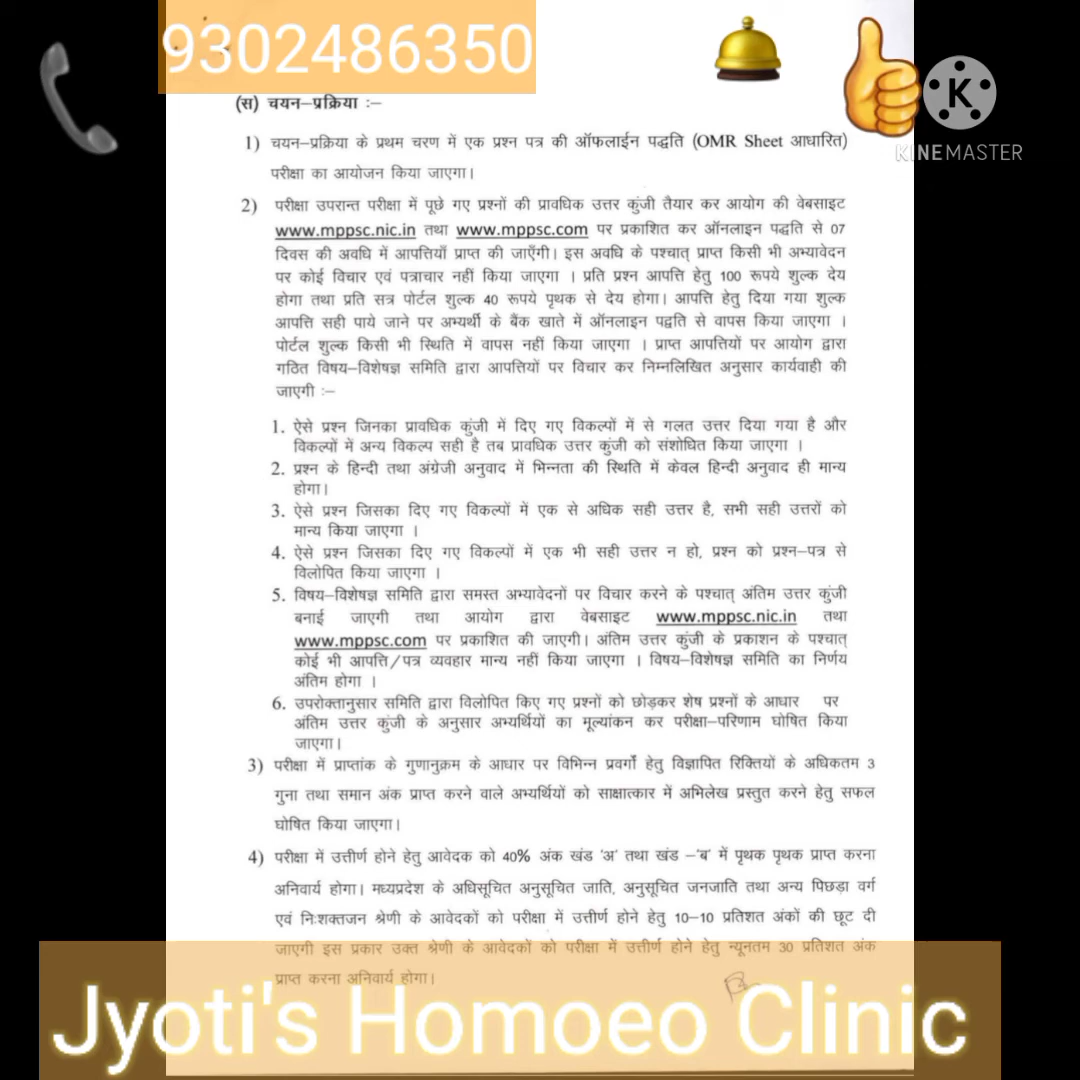 9302486350
KINEMASTER
(स) चयन–प्रक्रिया :–
1) चयन–प्रक्रिया के प्रथम चरण में एक प्रश्न पत्र की ऑफलाईन पद्धति (OMR Sheet आधारित)
परीक्षा का आयोजन किया जाएगा।
2) परीक्षा उपरान्त परीक्षा में पूछे गए प्रश्नों की प्रावधिक उत्तर कुंजी तैयार कर आयोग की वेबसाइट
www.mppsc.nic.in तथा www.mppsc.com पर प्रकाशित कर ऑनलाइन पद्धति से 07
दिवस की अवधि में आपत्तियाँ प्राप्त की जाएँगी। इस अवधि के पश्चात् प्राप्त किसी भी अभ्यावेदन
पर कोई विचार एवं पत्राचार नहीं किया जाएगा । प्रति प्रश्न आपत्ति हेतु 100 रूपये शुल्क देय
होगा तथा प्रति सत्र पोर्टल शुल्क 40 रूपये पृथक से देय होगा। आपत्ति हेतु दिया गया शुल्क
आपत्ति सही पाये जाने पर अभ्यर्थी के बैंक खाते में ऑनलाइन पद्वति से वापस किया जाएगा ।
पोर्टल शुल्क किसी भी स्थिति में वापस नहीं किया जाएगा । प्राप्त आपत्तियों पर आयोग द्वारा
गठित विषय–विशेषज्ञ समिति द्वारा आपत्तियों पर विचार कर निम्नलिखित अनुसार कार्यवाही की
जाएगी :–
1. ऐसे प्रश्न जिनका प्रावधिक कुंजी में दिए गए विकल्पों में से गलत उत्तर दिया गया है और
विकल्पों में अन्य विकल्प सही है तब प्रावधिक उत्तर कुंजी को संशोधित किया जाएगा ।
2. प्रश्न के हिन्दी तथा अंग्रेजी अनुवाद में भिन्नता की स्थिति में केवल हिन्दी अनुवाद ही मान्य
होगा।
3. ऐसे प्रश्न जिसका दिए गए विकल्पों में एक से अधिक सही उत्तर है, सभी सही उत्तरों को
मान्य किया जाएगा ।
4. ऐसे प्रश्न जिसका दिए गए विकल्पों में एक भी सही उत्तर न हो, प्रश्न को प्रश्न–पत्र से
विलोपित किया जाएगा ।
5. विषय–विशेषज्ञ समिति द्वारा समस्त अभ्यावेदनों पर विचार करने के पश्चात् अंतिम उत्तर कुंजी
बनाई जाएगी तथा आयोग द्वारा वेबसाइट www.mppsc.nic.in तथा
www.mppsc.com पर प्रकाशित की जाएगी। अंतिम उत्तर कुंजी के प्रकाशन के पश्चात्
कोई भी आपत्ति/पत्र व्यवहार मान्य नहीं किया जाएगा । विषय–विशेषज्ञ समिति का निर्णय
अंतिम होगा ।
6. उपरोक्तानुसार समिति द्वारा विलोपित किए गए प्रश्नों को छोड़कर शेष प्रश्नों के आधार पर
अंतिम उत्तर कुंजी के अनुसार अभ्यर्थियों का मूल्यांकन कर परीक्षा–परिणाम घोषित किया
जाएगा।
3) परीक्षा में प्राप्तांक के गुणानुक्रम के आधार पर विभिन्न प्रवर्गों हेतु विज्ञापित रिक्तियों के अधिकतम 3
गुना तथा समान अंक प्राप्त करने वाले अभ्यर्थियों को साक्षात्कार में अभिलेख प्रस्तुत करने हेतु सफल
घोषित किया जाएगा।
4) परीक्षा में उत्तीर्ण होने हेतु आवेदक को 40% अंक खंड 'अ' तथा खंड –'ब' में पृथक पृथक प्राप्त करना
अनिवार्य होगा। मध्यप्रदेश के अधिसूचित अनुसूचित जाति, अनुसूचित जनजाति तथा अन्य पिछड़ा वर्ग
एवं निःशक्तजन श्रेणी के आवेदकों को परीक्षा में उत्तीर्ण होने हेतु 10–10 प्रतिशत अंकों की छूट दी
जाएगी इस प्रकार उक्त श्रेणी के आवेदकों को परीक्षा में उत्तीर्ण होने हेतु न्यूनतम 30 प्रतिशत अंक
प्राप्त करना अनिवार्य होगा।
Jyoti's Homoeo Clinic